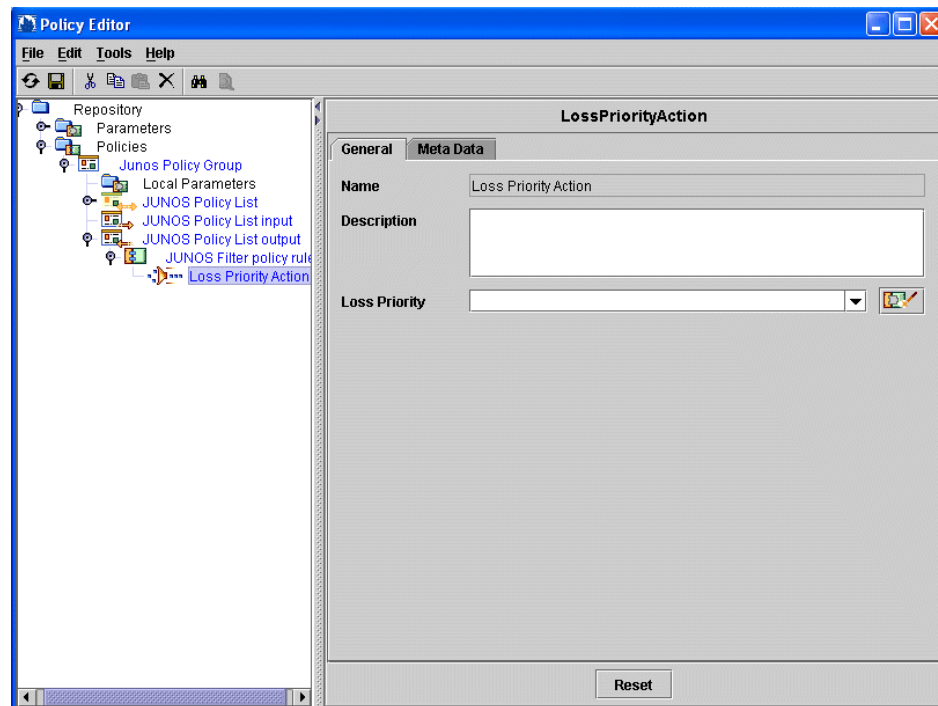 Policy Editor
File Edit Tools Help
Repository
Parameters
Policies
Junos Policy Group
Local Parameters
JUNOS Policy List
JUNOS Policy List input
JUNOS Policy List output
JUNOS Filter policy rule
Loss Priority Action
LossPriorityAction
General Meta Data
Name Loss Priority Action
Description
Loss Priority
Reset